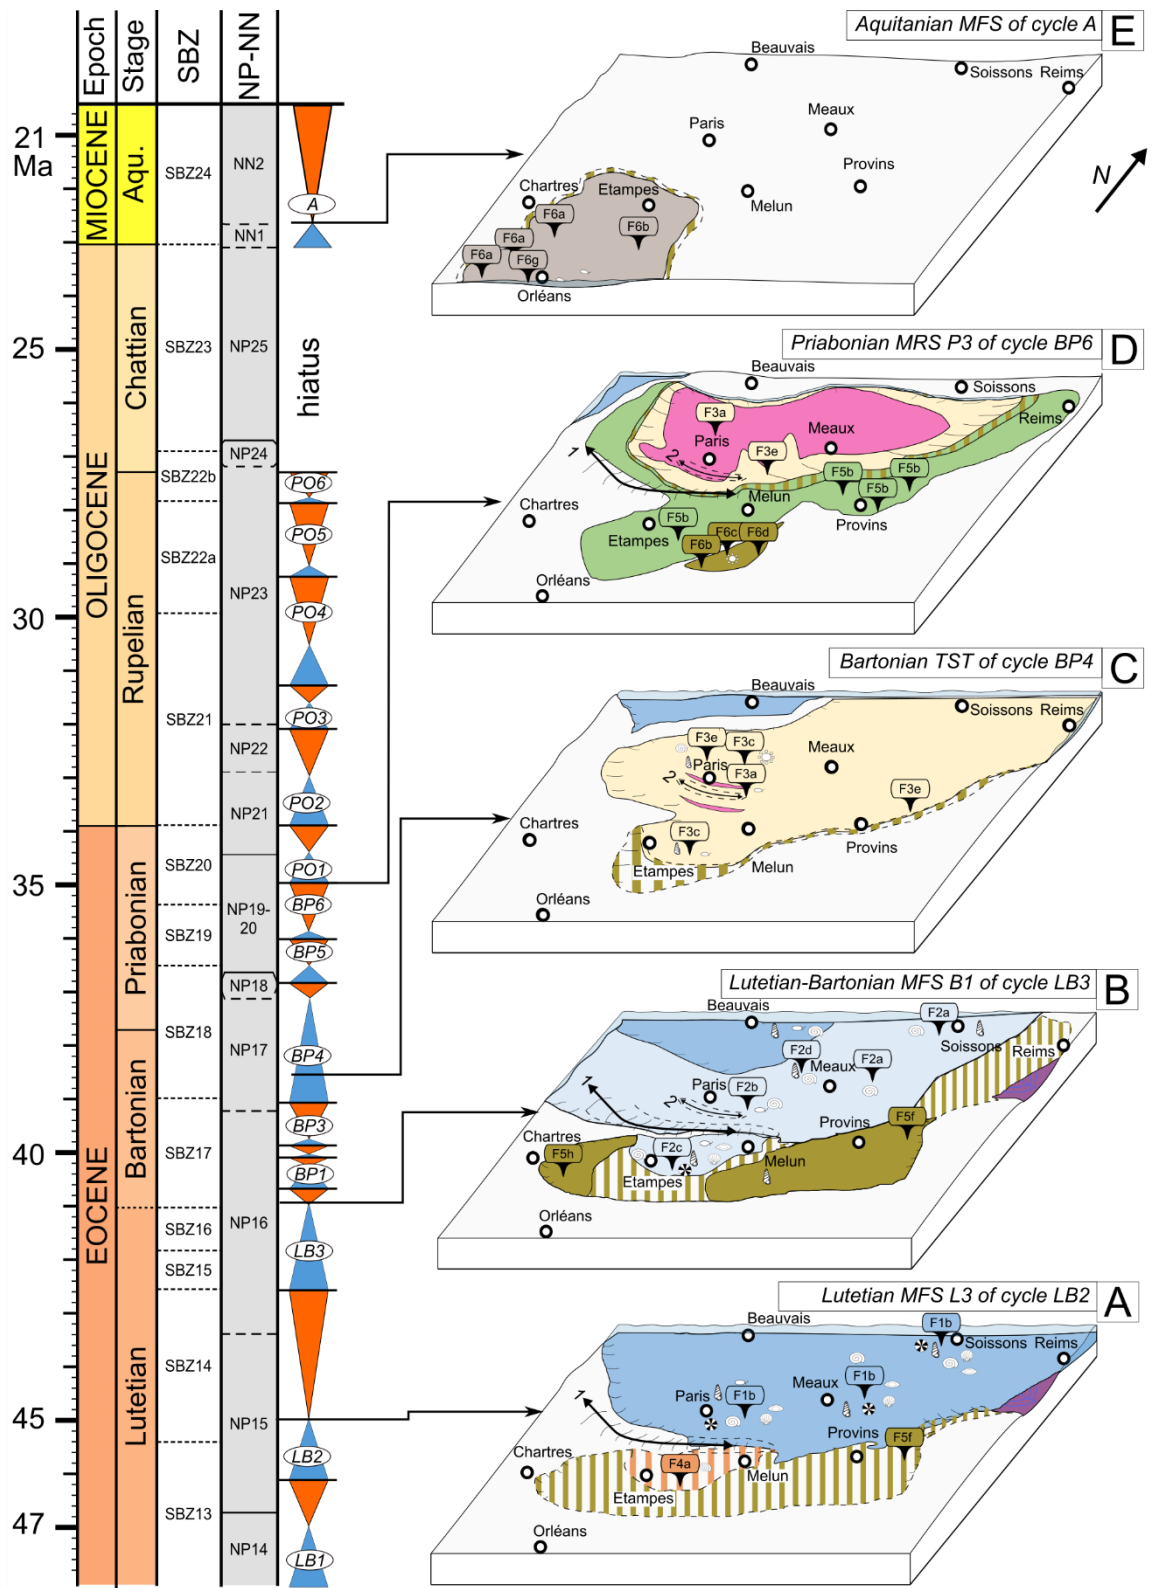 Epoch
Stage
SBZ
NP-NN
MIOCENE
OLIGOCENE
EOCENE
Aqu.
Chattian
Rupelian
Priabonian
Bartonian
Lutetian
21
Ma
25
30
35
40
45
47
SBZ24
SBZ23
SBZ22b
SBZ22a
SBZ21
SBZ20
SBZ19
SBZ18
SBZ17
SBZ16
SBZ15
SBZ14
SBZ13
NN2
NN1
NP25
NP24
NP23
NP22
NP21
NP19-
20
NP18
NP17
NP16
NP15
NP14
A
hiatus
PO6
PO5
PO4
PO3
PO2
PO1
BP6
BP5
BP4
BP3
BP1
LB3
LB2
LB1
Aquitanian MFS of cycle A
E
Beauvais
Soissons
Reims
Meaux
Paris
Provins
N
Chartres
Etampes
Melun
F6a
F6b
F6a
F6a
F6g
Orléans
Priabonian MRS P3 of cycle BP6
D
Beauvais
Soissons
Reims
F3a
Paris
Meaux
1
2
F3e
F5b
F5b
F5b
Chartres
Melun
Provins
F5b
Etampes
F6c
F6d
F6b
Orléans
Bartonian TST of cycle BP4
C
Beauvais
Soissons
Reims
F3e
F3c
Meaux
Paris
F3a
2
F3e
Chartres
F3c
Provins
Melun
Etampes
Orléans
Lutetian-Bartonian MFS B1 of cycle LB3
B
Beauvais
F2a
Soissons
Reims
F2d
Meaux
F2a
1
Paris
F2b
2
Provins
F5f
Chartres
F5h
F2c
Melun
Etampes
Orléans
Lutetian MFS L3 of cycle LB2
A
Beauvais
F1b
Soissons
Reims
Meaux
F1b
Paris
F1b
1
Provins
F5f
Chartres
F4a
Melun
Etampes
Orléans